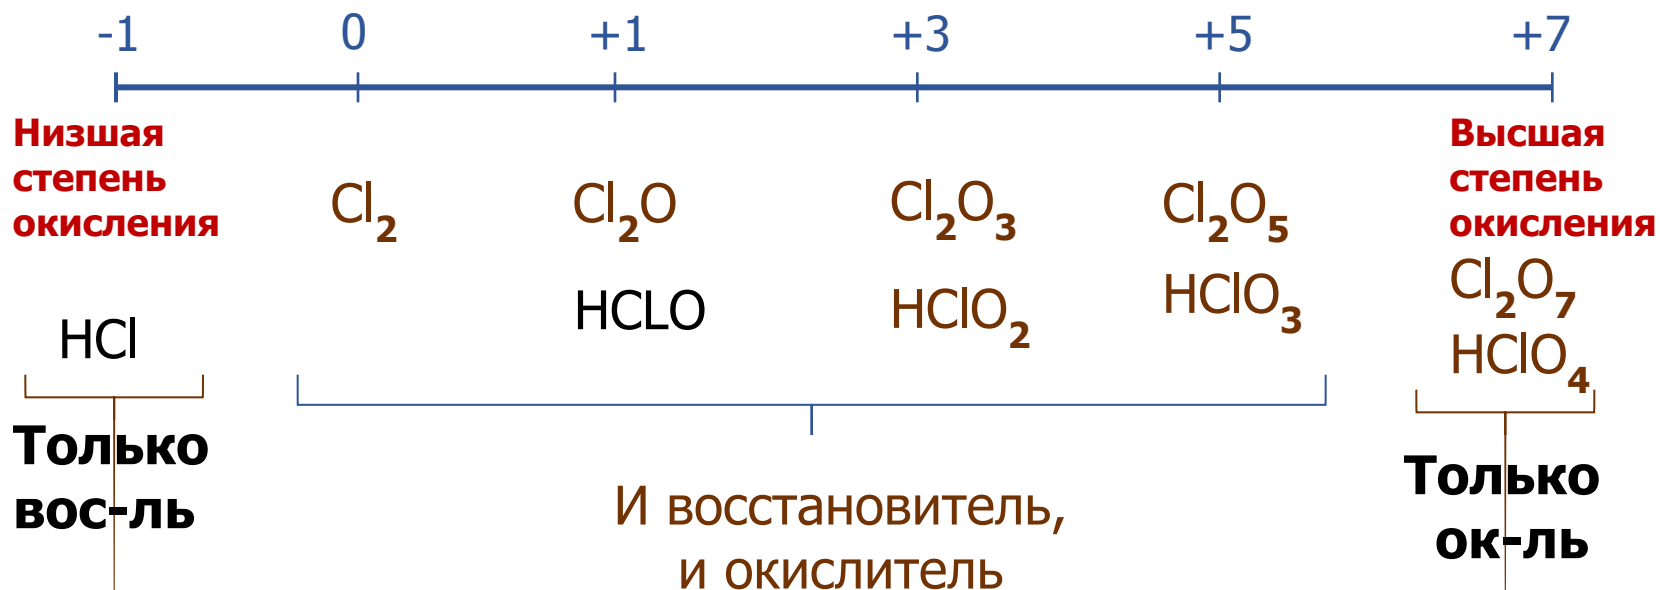 -1 0 +1 +3 +5 +7
Низшая
степень
окисления
Высшая
степень
окисления
Cl₂ Cl₂O Cl₂O₃ Cl₂O₅
Cl₂O₇
HCl HCLO HClO₂ HClO₃
HClO₄
Только
вос-ль
И восстановитель,
и окислитель
Только
ок-ль